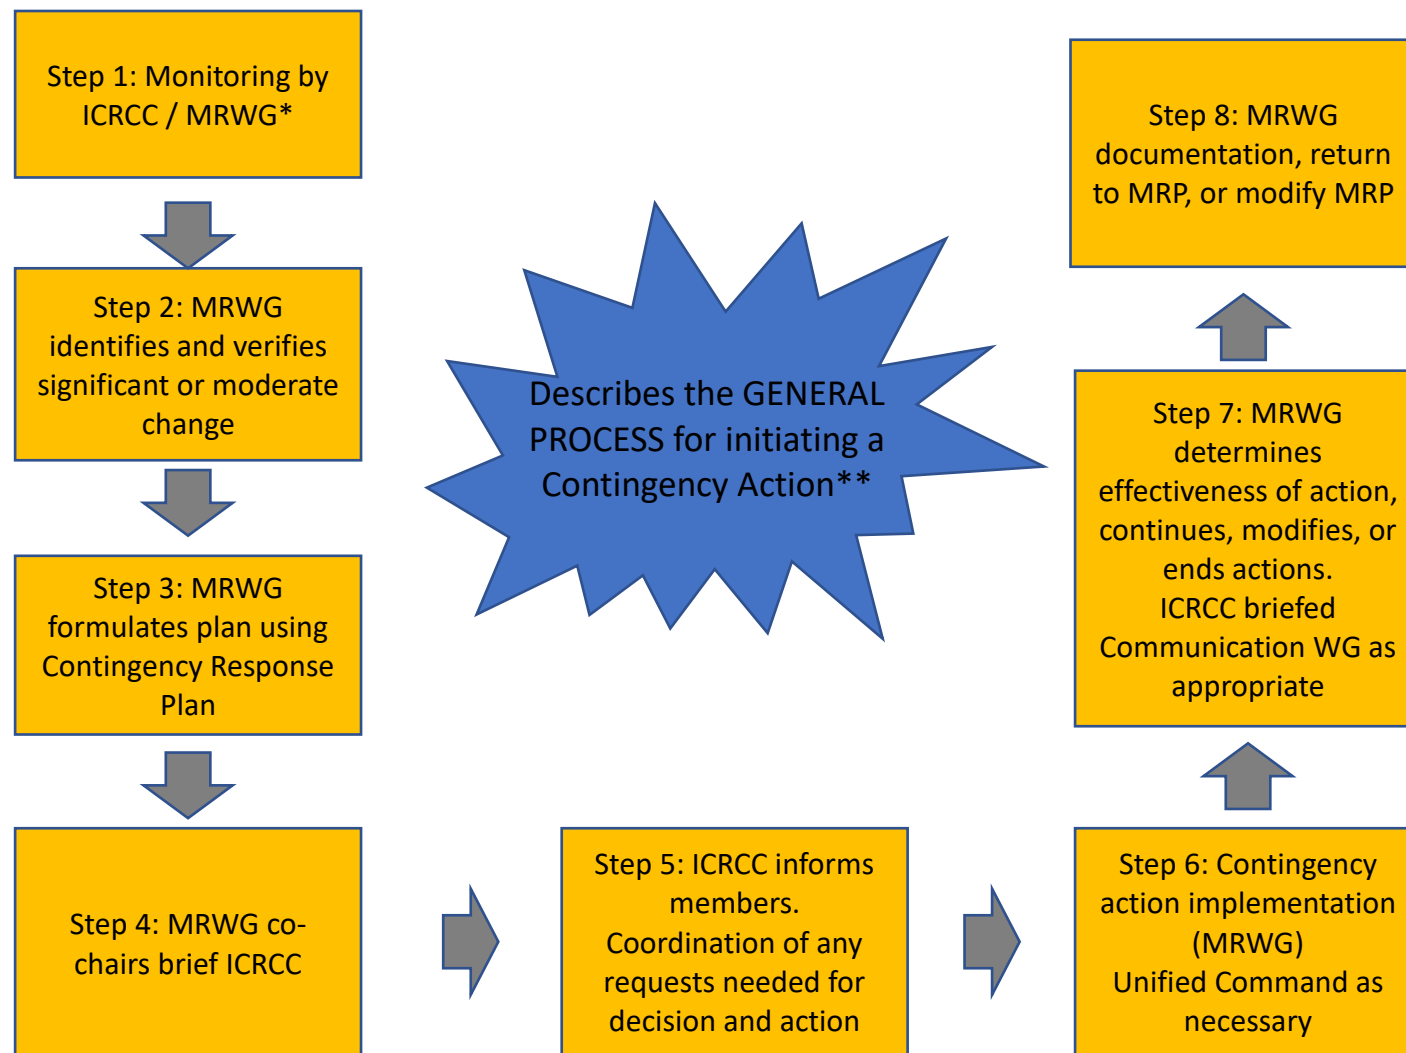 Step 1: Monitoring by
ICRCC / MRWG*
Step 2: MRWG
identifies and verifies
significant or moderate
change
Step 3: MRWG
formulates plan using
Contingency Response
Plan
Step 4: MRWG co-
chairs brief ICRCC
Describes the GENERAL
PROCESS for initiating a
Contingency Action**
Step 5: ICRCC informs
members.
Coordination of any
requests needed for
decision and action
Step 6: Contingency
action implementation
(MRWG)
Unified Command as
necessary
Step 7: MRWG
determines
effectiveness of action,
continues, modifies, or
ends actions.
ICRCC briefed
Communication WG as
appropriate
Step 8: MRWG
documentation, return
to MRP, or modify MRP